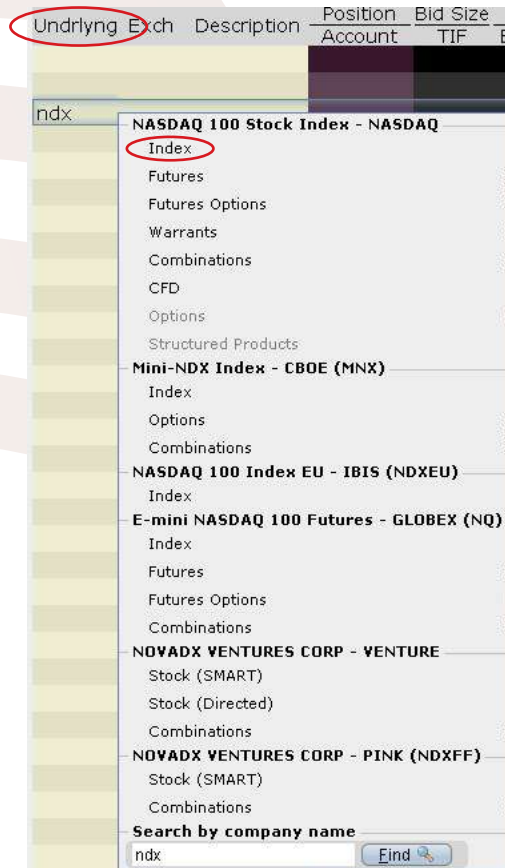 Undrlyng Exch Description Position Bid Size
Account TIF
ndx
NASDAQ 100 Stock Index - NASDAQ
Index
Futures
Futures Options
Warrants
Combinations
CFD
Options
Structured Products
Mini-NDX Index - CBOE (MNX)
Index
Options
Combinations
NASDAQ 100 Index EU - IBIS (NDXEU)
Index
E-mini NASDAQ 100 Futures - GLOBEX (NQ)
Index
Futures
Futures Options
Combinations
NOVADX VENTURES CORP - VENTURE
Stock (SMART)
Stock (Directed)
Combinations
NOVADX VENTURES CORP - PINK (NDXFF)
Stock (SMART)
Combinations
Search by company name
ndx Find